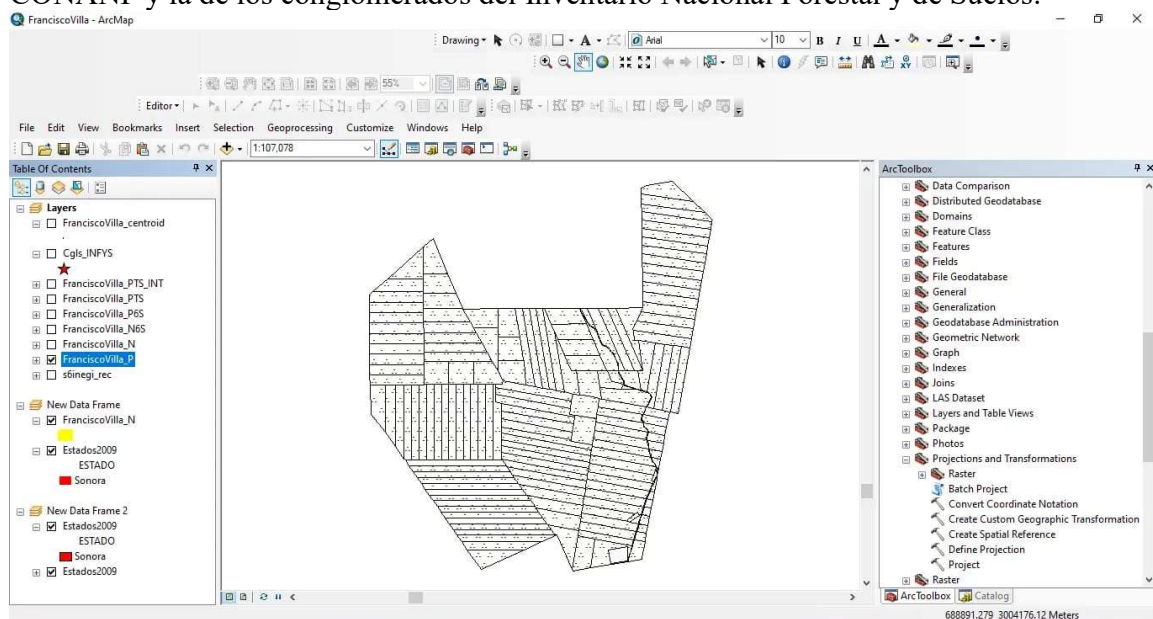 CONANP y la de los conglomerados del Inventario Nacional Forestal y de Suelos.
FranciscoVilla - ArcMap
Drawing A Arial 10 B I U A
55%
Editor
File Edit View Bookmarks Insert Selection Geoprocessing Customize Windows Help
1:107,078
Table Of Contents
Layers
FranciscoVilla_centroid
Cgls_INFYS
FranciscoVilla_PTS_INT
FranciscoVilla_PTS
FranciscoVilla_P6S
FranciscoVilla_N6S
FranciscoVilla_N
FranciscoVilla_P
s6inegi_rec
New Data Frame
FranciscoVilla_N
Estados2009
ESTADO
Sonora
New Data Frame 2
Estados2009
ESTADO
Sonora
Estados2009
ArcToolbox
Data Comparison
Distributed Geodatabase
Domains
Feature Class
Features
Fields
File Geodatabase
General
Generalization
Geodatabase Administration
Geometric Network
Graph
Indexes
Joins
LAS Dataset
Layers and Table Views
Package
Photos
Projections and Transformations
Raster
Batch Project
Convert Coordinate Notation
Create Custom Geographic Transformation
Create Spatial Reference
Define Projection
Project
Raster
ArcToolbox Catalog
688891.279 3004176.12 Meters